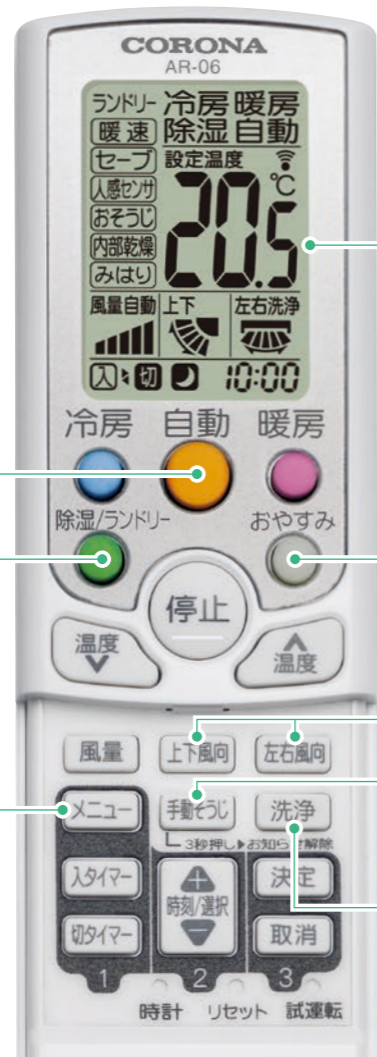 CORONA
AR-06
ランドリー 冷房 暖房
暖速 除湿 自動
セーブ 設定温度
人感センサ ℃
おそうじ 20.5
内部乾燥
みはり
風量自動 上下 左右洗浄
入 切 10:00
冷房 自動 暖房
除湿/ランドリー おやすみ
停止
温度 温度
風量 上下風向 左右風向
メニュー 手動そうじ 洗浄
3秒押し▶お知らせ解除
入タイマー 時刻/選択 決定
切タイマー 取消
1 2 3
時計 リセット 試運転